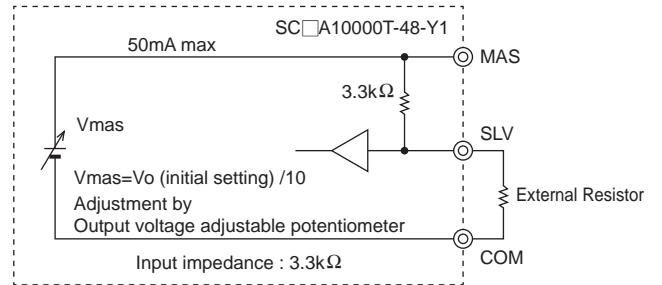 SC□A10000T-48-Y1
50mA max
MAS
3.3kΩ
Vmas
SLV
Vmas=Vo (initial setting) /10
Adjustment by
Output voltage adjustable potentiometer
External Resistor
COM
Input impedance : 3.3kΩ